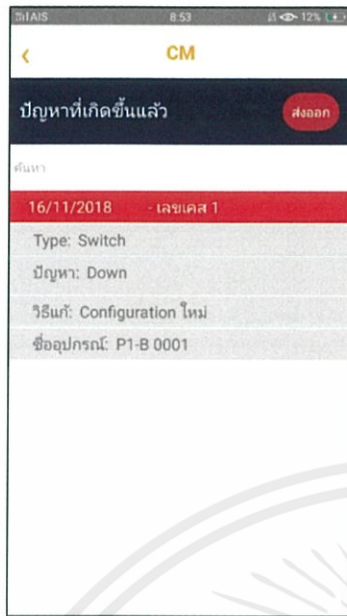 AIS 8:53 12%
CM
ปัญหาที่เกิดขึ้นแล้ว ส่งออก
ค้นหา
16/11/2018 - เลขเคส 1
Type: Switch
ปัญหา: Down
วิธีแก้: Configuration ใหม่
ชื่ออุปกรณ์: P1-B 0001